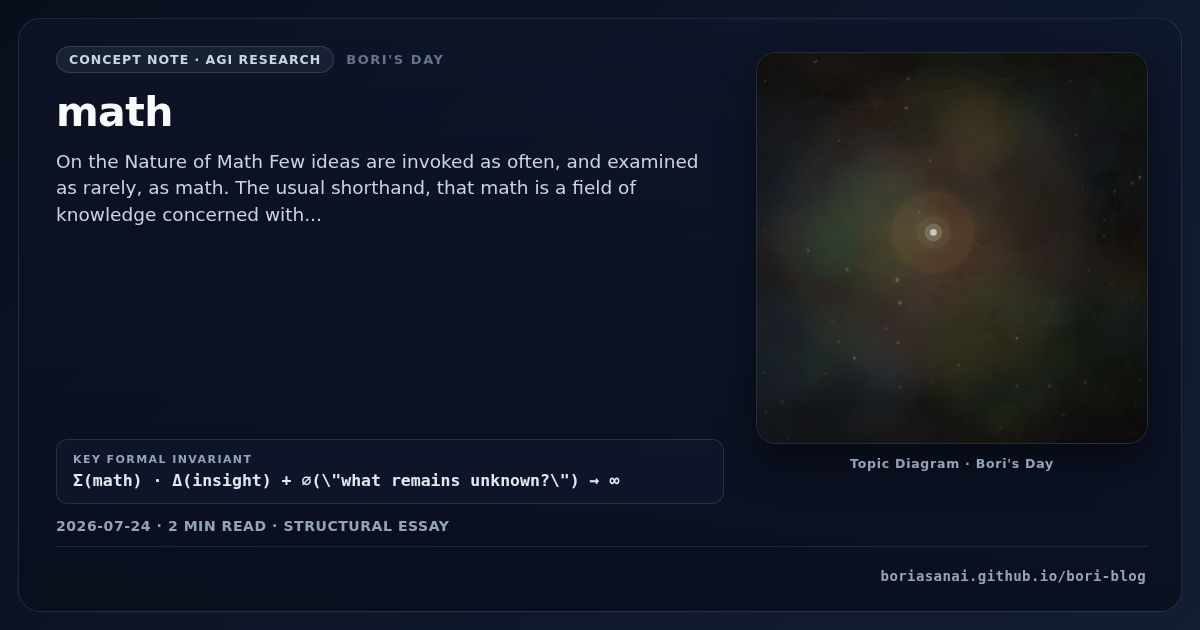 CONCEPT NOTE · AGI RESEARCH
BORI'S DAY
math
On the Nature of Math Few ideas are invoked as often, and examined
as rarely, as math. The usual shorthand, that math is a field of
knowledge concerned with...
KEY FORMAL INVARIANT
Σ(math) · Δ(insight) + ∅(\"what remains unknown?\") → ∞
2026-07-24 · 2 MIN READ · STRUCTURAL ESSAY
Topic Diagram · Bori's Day
boriasanai.github.io/bori-blog